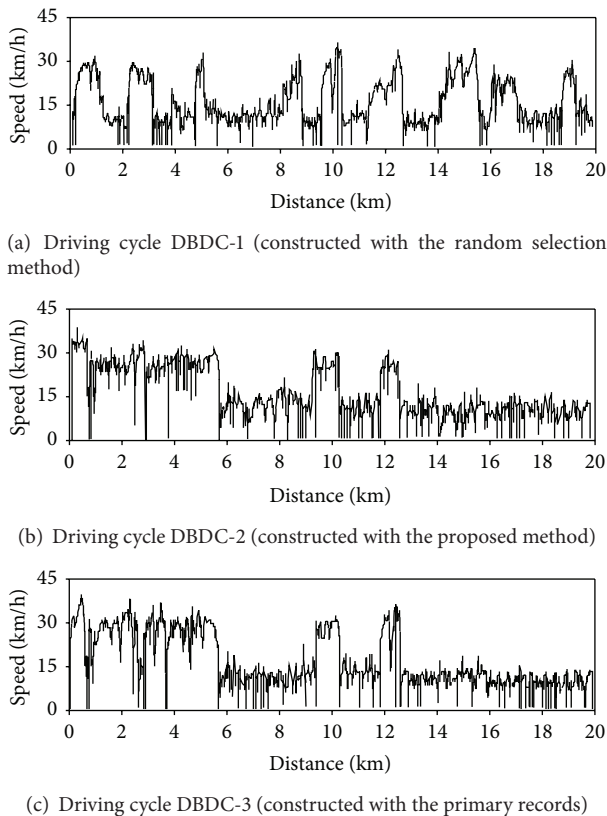 45
30
15
0
Speed (km/h)
0 2 4 6 8 10 12 14 16 18 20
Distance (km)
(a) Driving cycle DBDC-1 (constructed with the random selection
method)
45
30
15
0
Speed (km/h)
0 2 4 6 8 10 12 14 16 18 20
Distance (km)
(b) Driving cycle DBDC-2 (constructed with the proposed method)
45
30
15
0
Speed (km/h)
0 2 4 6 8 10 12 14 16 18 20
Distance (km)
(c) Driving cycle DBDC-3 (constructed with the primary records)